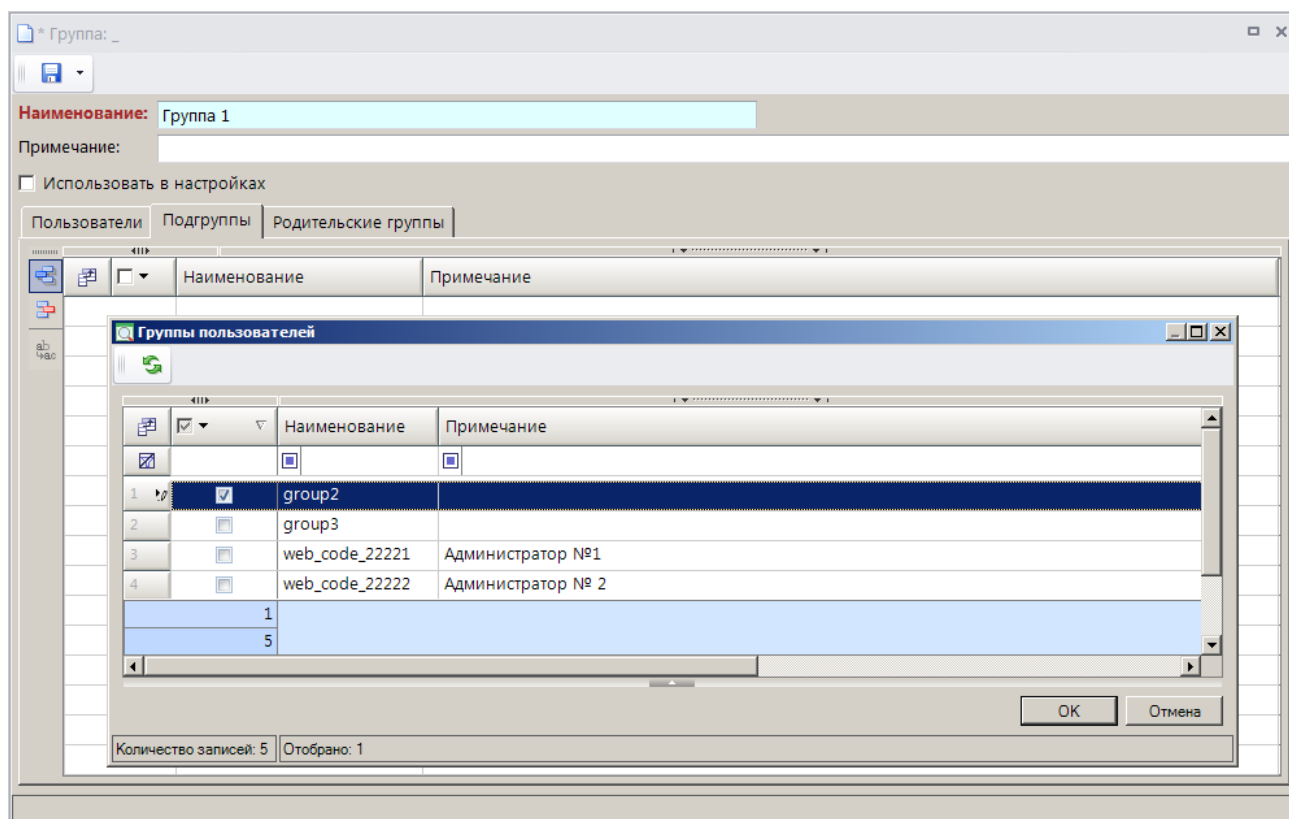 * Группа: _
Наименование: Группа 1
Примечание:
Использовать в настройках
Пользователи Подгруппы Родительские группы
Наименование Примечание
ab
ac
Группы пользователей
Наименование Примечание
1 group2
2 group3
3 web_code_22221 Администратор №1
4 web_code_22222 Администратор № 2
1
5
OK Отмена
Количество записей: 5 Отобрано: 1